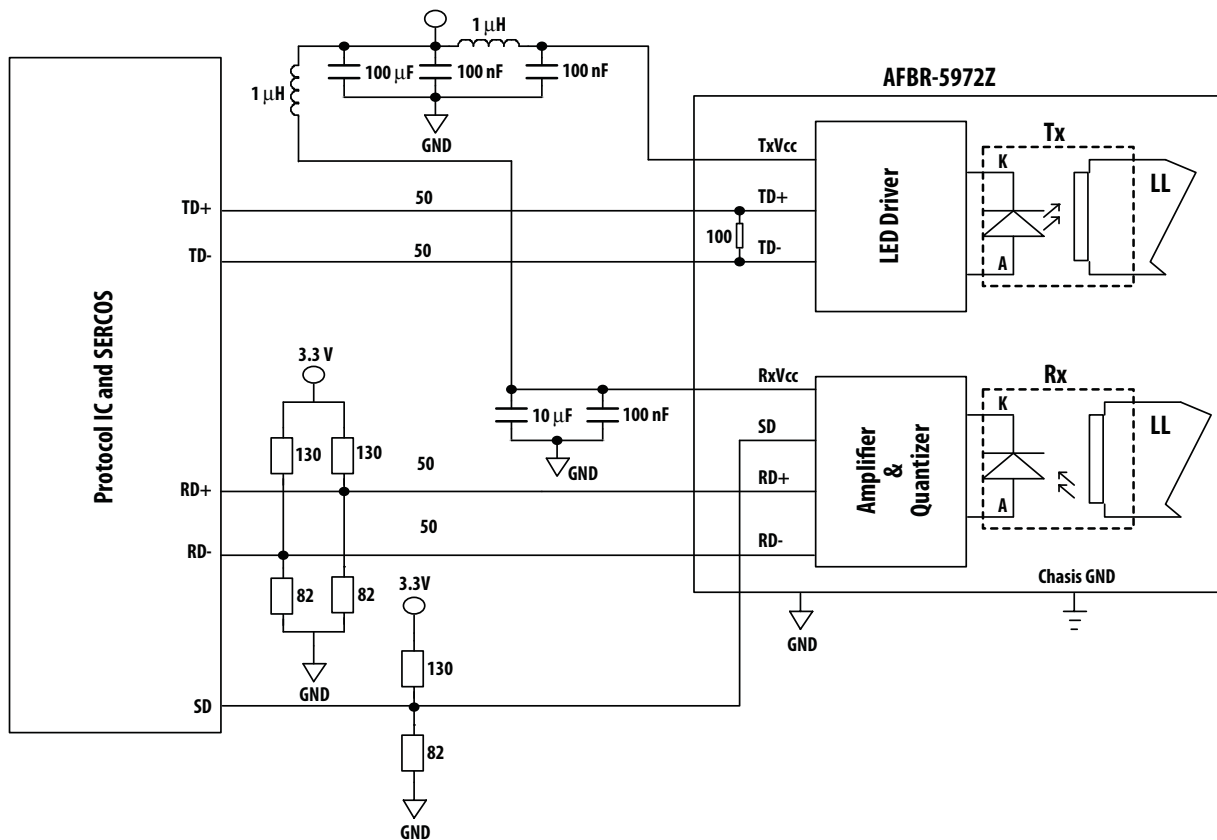 1 μH
100 μF
100 nF
100 nF
1 μH
GND
AFBR-5972Z
Protocol IC and SERCOS
TD+
50
TD-
50
100
TxVcc
TD+
TD-
LED Driver
Tx
K
A
LL
3.3 V
130
130
50
RD+
50
RD-
82
82
GND
10 μF
100 nF
GND
RxVcc
SD
RD+
RD-
Amplifier
&
Quantizer
Rx
K
A
LL
Chasis GND
GND
3.3V
130
SD
82
GND